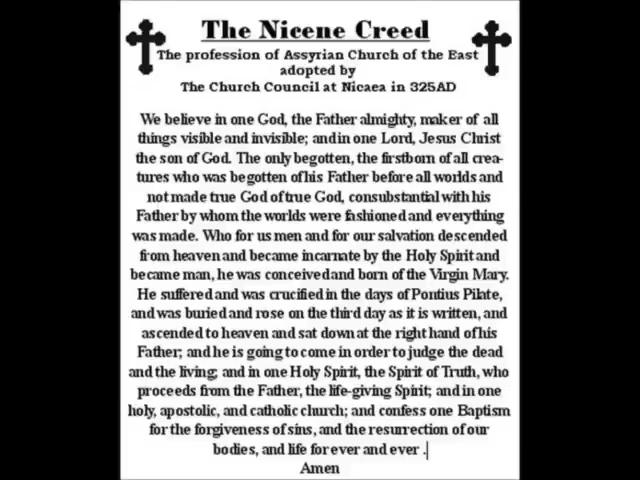 The Nicene Creed
The profession of Assyrian Church of the East
adopted by
The Church Council at Nicaea in 325AD
We believe in one God, the Father almighty, maker of all
things visible and invisible; and in one Lord, Jesus Christ
the son of God. The only begotten, the firstborn of all crea-
tures who was begotten of his Father before all worlds and
not made true God of true God, consubstantial with his
Father by whom the worlds were fashioned and everything
was made. Who for us men and for our salvation descended
from heaven and became incarnate by the Holy Spirit and
became man, he was conceived and born of the Virgin Mary.
He suffered and was crucified in the days of Pontius Pilate,
and was buried and rose on the third day as it is written, and
ascended to heaven and sat down at the right hand of his
Father; and he is going to come in order to judge the dead
and the living; and in one Holy Spirit, the Spirit of Truth, who
proceeds from the Father, the life-giving Spirit; and in one
holy, apostolic, and catholic church; and confess one Baptism
for the forgiveness of sins, and the resurrection of our
bodies, and life for ever and ever .
Amen